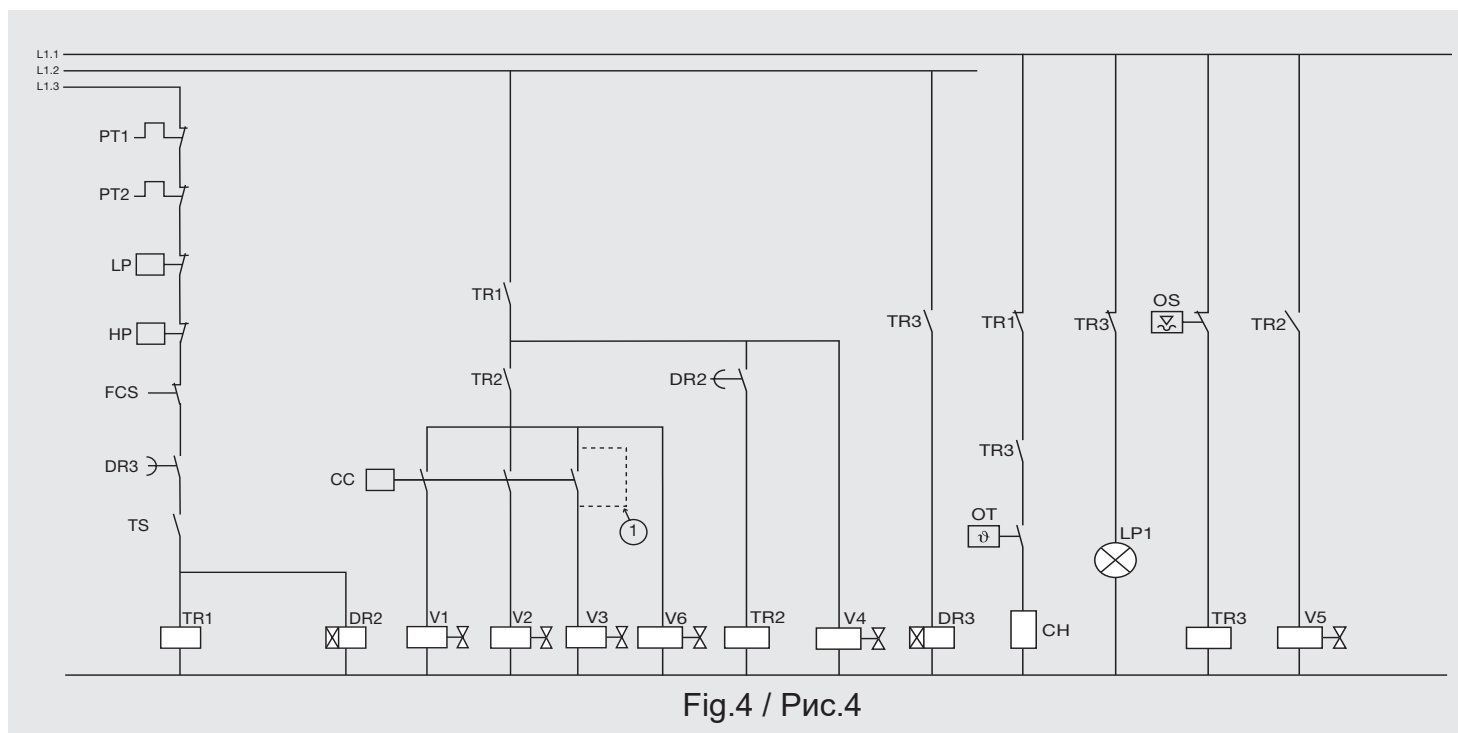 L1.1
L1.2
L1.3
PT1
PT2
LP
HP
FCS
DR3
TS
TR1
DR2
TR1
TR2
DR2
CC
1
V1
V2
V3
V6
TR2
V4
TR3
DR3
TR1
TR3
OT
ϑ
CH
TR3
LP1
OS
TR3
TR2
V5
Fig.4 / Рис.4